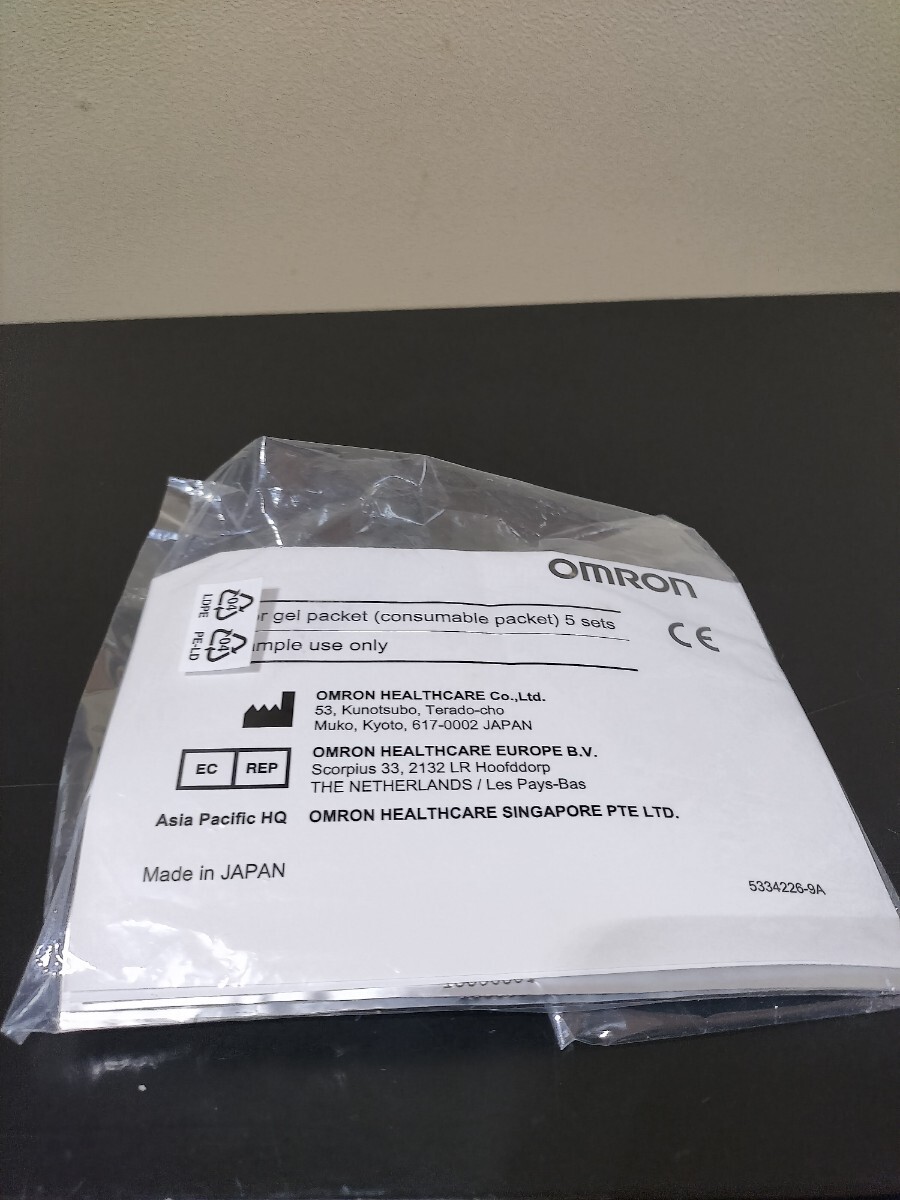 OMRON
gel packet (consumable packet) 5 sets
use only
CE
04
LDPE
04
PE-LD
OMRON HEALTHCARE Co.,Ltd.
53, Kunotsubo, Terado-cho
Muko, Kyoto, 617-0002 JAPAN
EC REP
OMRON HEALTHCARE EUROPE B.V.
Scorpius 33, 2132 LR Hoofddorp
THE NETHERLANDS / Les Pays-Bas
Asia Pacific HQ OMRON HEALTHCARE SINGAPORE PTE LTD.
Made in JAPAN
5334226-9A